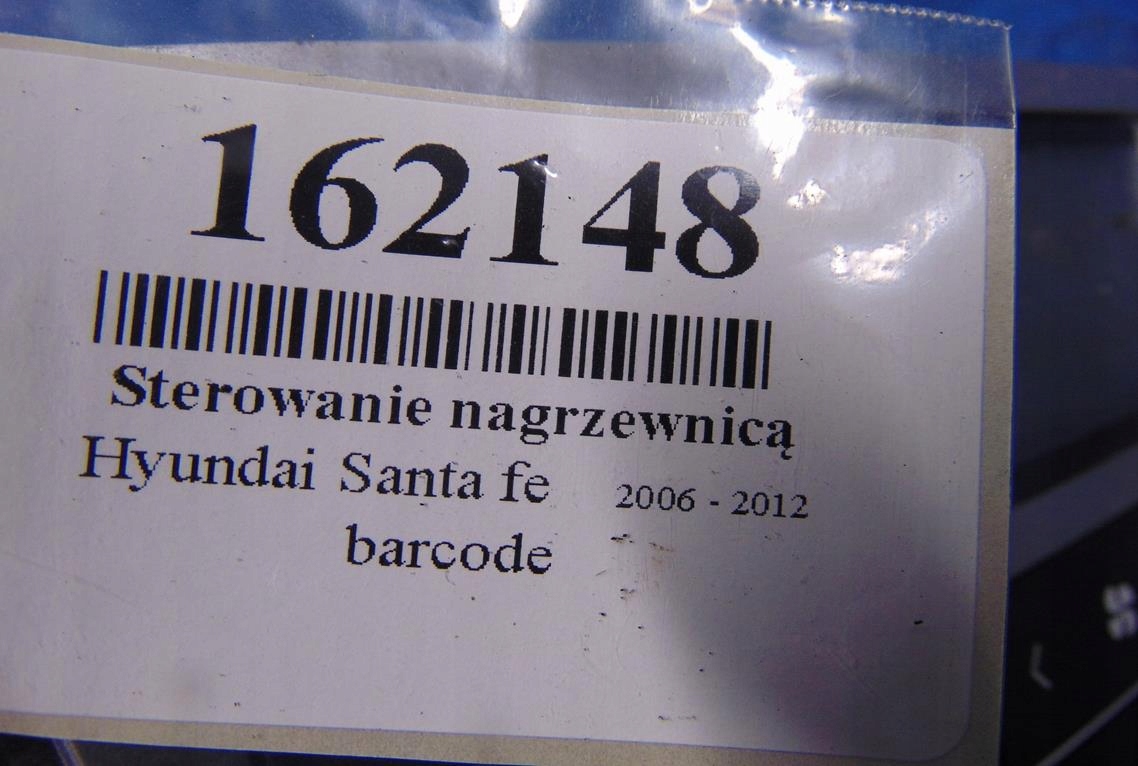 162148
Sterowanie nagrzewnicą
Hyundai Santa fe 2006 - 2012
barcode